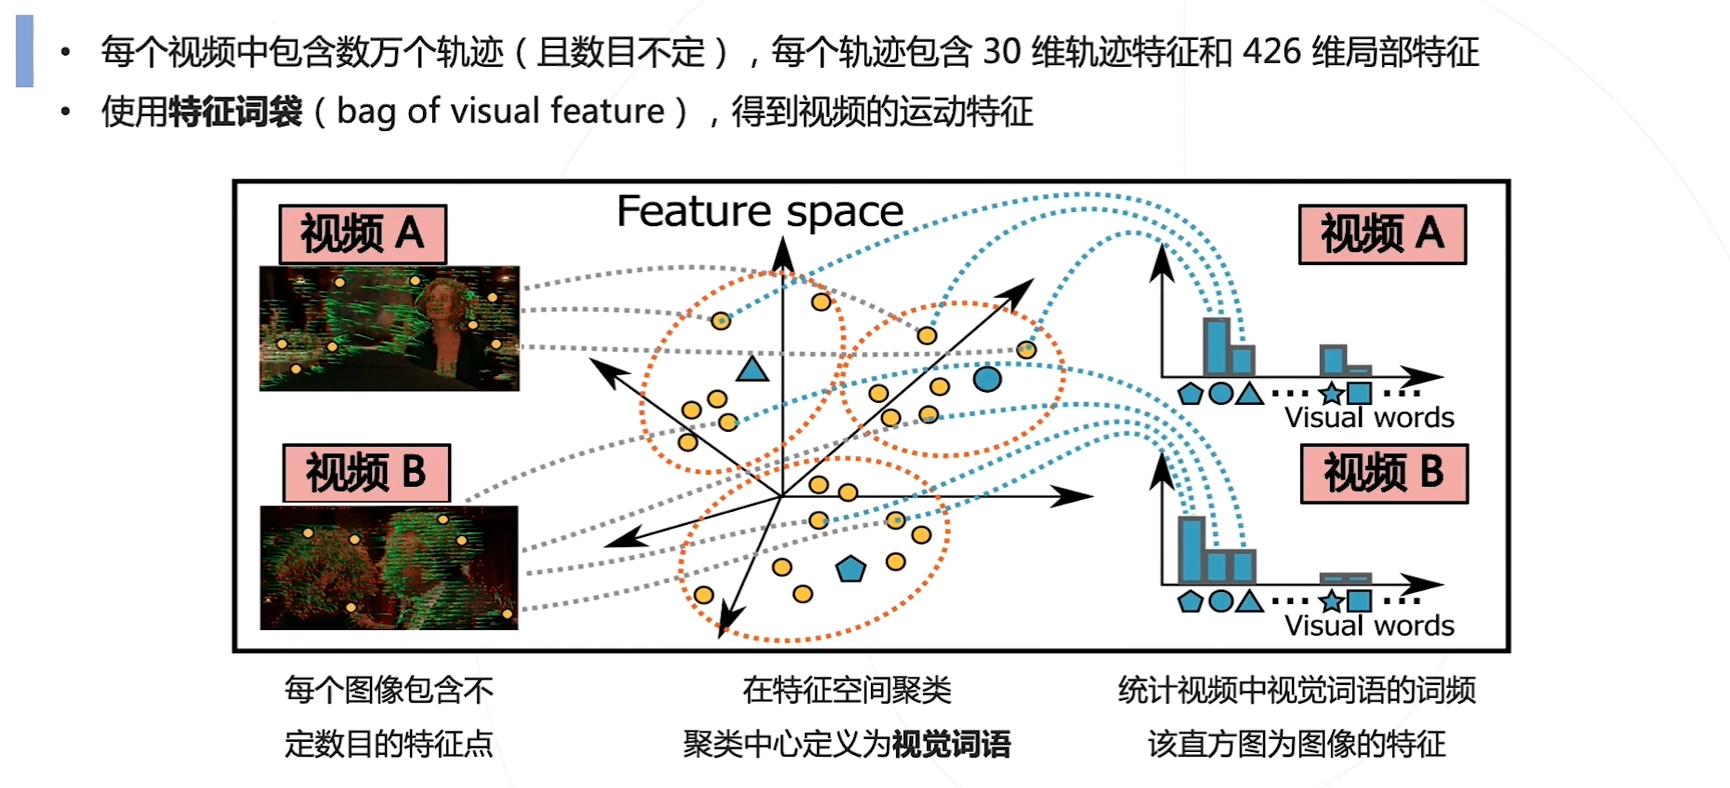 • 每个视频中包含数万个轨迹（且数目不定），每个轨迹包含 30 维轨迹特征和 426 维局部特征
• 使用特征词袋（bag of visual feature），得到视频的运动特征
视频 A
Feature space
视频 A
...
...
Visual words
视频 B
视频 B
...
...
Visual words
每个图像包含不
定数目的特征点
在特征空间聚类
聚类中心定义为视觉词语
统计视频中视觉词语的词频
该直方图为图像的特征